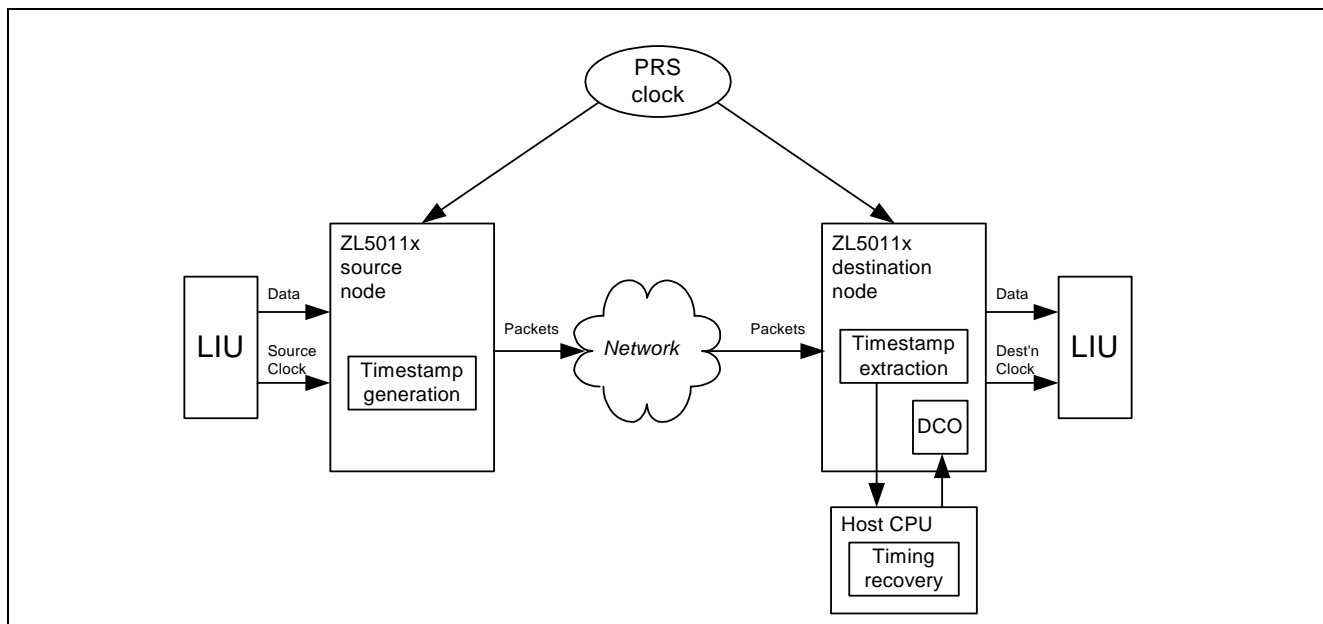 PRS
clock
ZL5011x
source
node
ZL5011x
destination
node
LIU
Data
Source
Clock
Timestamp
generation
Packets
Network
Packets
Timestamp
extraction
DCO
Data
Dest'n
Clock
LIU
Host CPU
Timing
recovery